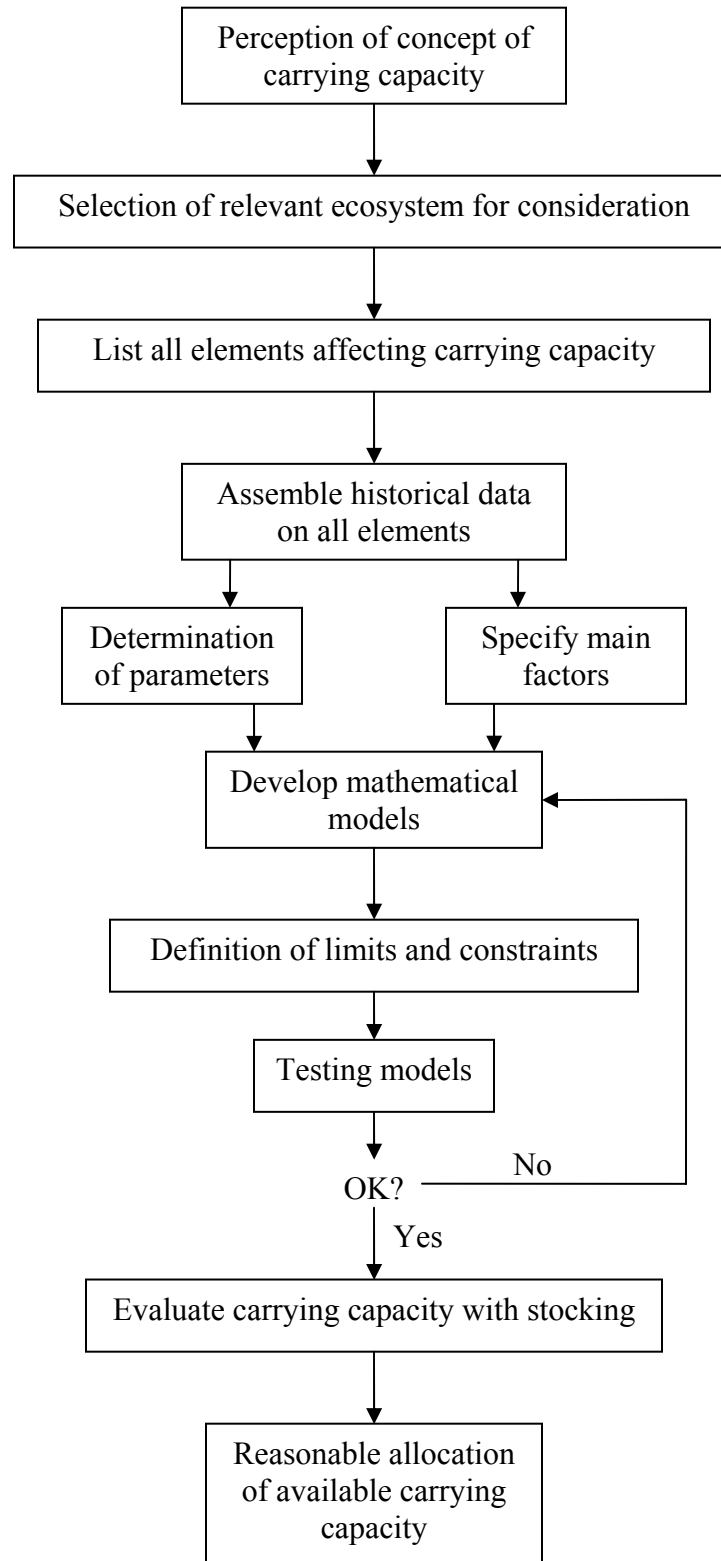 Perception of concept of
carrying capacity
Selection of relevant ecosystem for consideration
List all elements affecting carrying capacity
Assemble historical data
on all elements
Determination
of parameters
Specify main
factors
Develop mathematical
models
Definition of limits and constraints
Testing models
No
OK?
Yes
Evaluate carrying capacity with stocking
Reasonable allocation
of available carrying
capacity